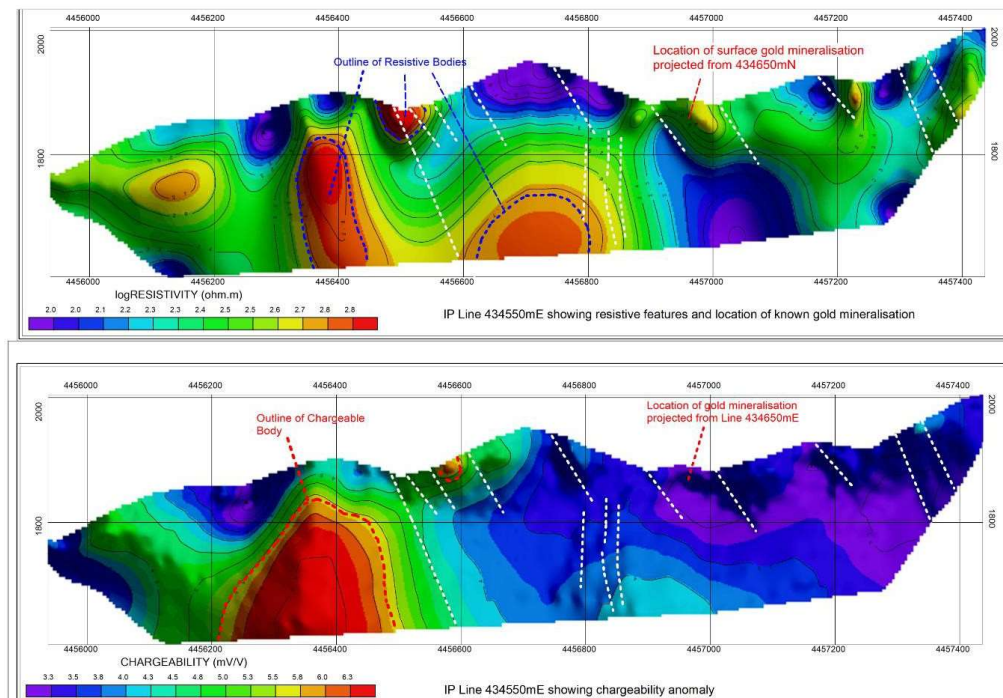 4456000 4456200 4456400 4456600 4456800 4457000 4457200 4457400
2000 2000
Outline of Resistive Bodies
Location of surface gold mineralisation
projected from 434650mN
1800 1800
4456000 4456200 4456400 4456600 4456800 4457000 4457200 4457400
logRESISTIVITY (ohm.m)
2.0 2.0 2.1 2.2 2.3 2.4 2.5 2.6 2.7 2.8 2.8
IP Line 434550mE showing resistive features and location of known gold mineralisation
4456000 4456200 4456400 4456600 4456800 4457000 4457200 4457400
2000 2000
Outline of Chargeable
Body
Location of gold mineralisation
projected from Line 434650mE
1800 1800
4456000 4456200 4456400 4456600 4456800 4457000 4457200 4457400
CHARGEABILITY (mV/V)
3.3 3.5 3.8 4.0 4.3 4.5 4.8 5.0 5.3 5.5 5.8 6.0 6.3
IP Line 434550mE showing chargeability anomaly